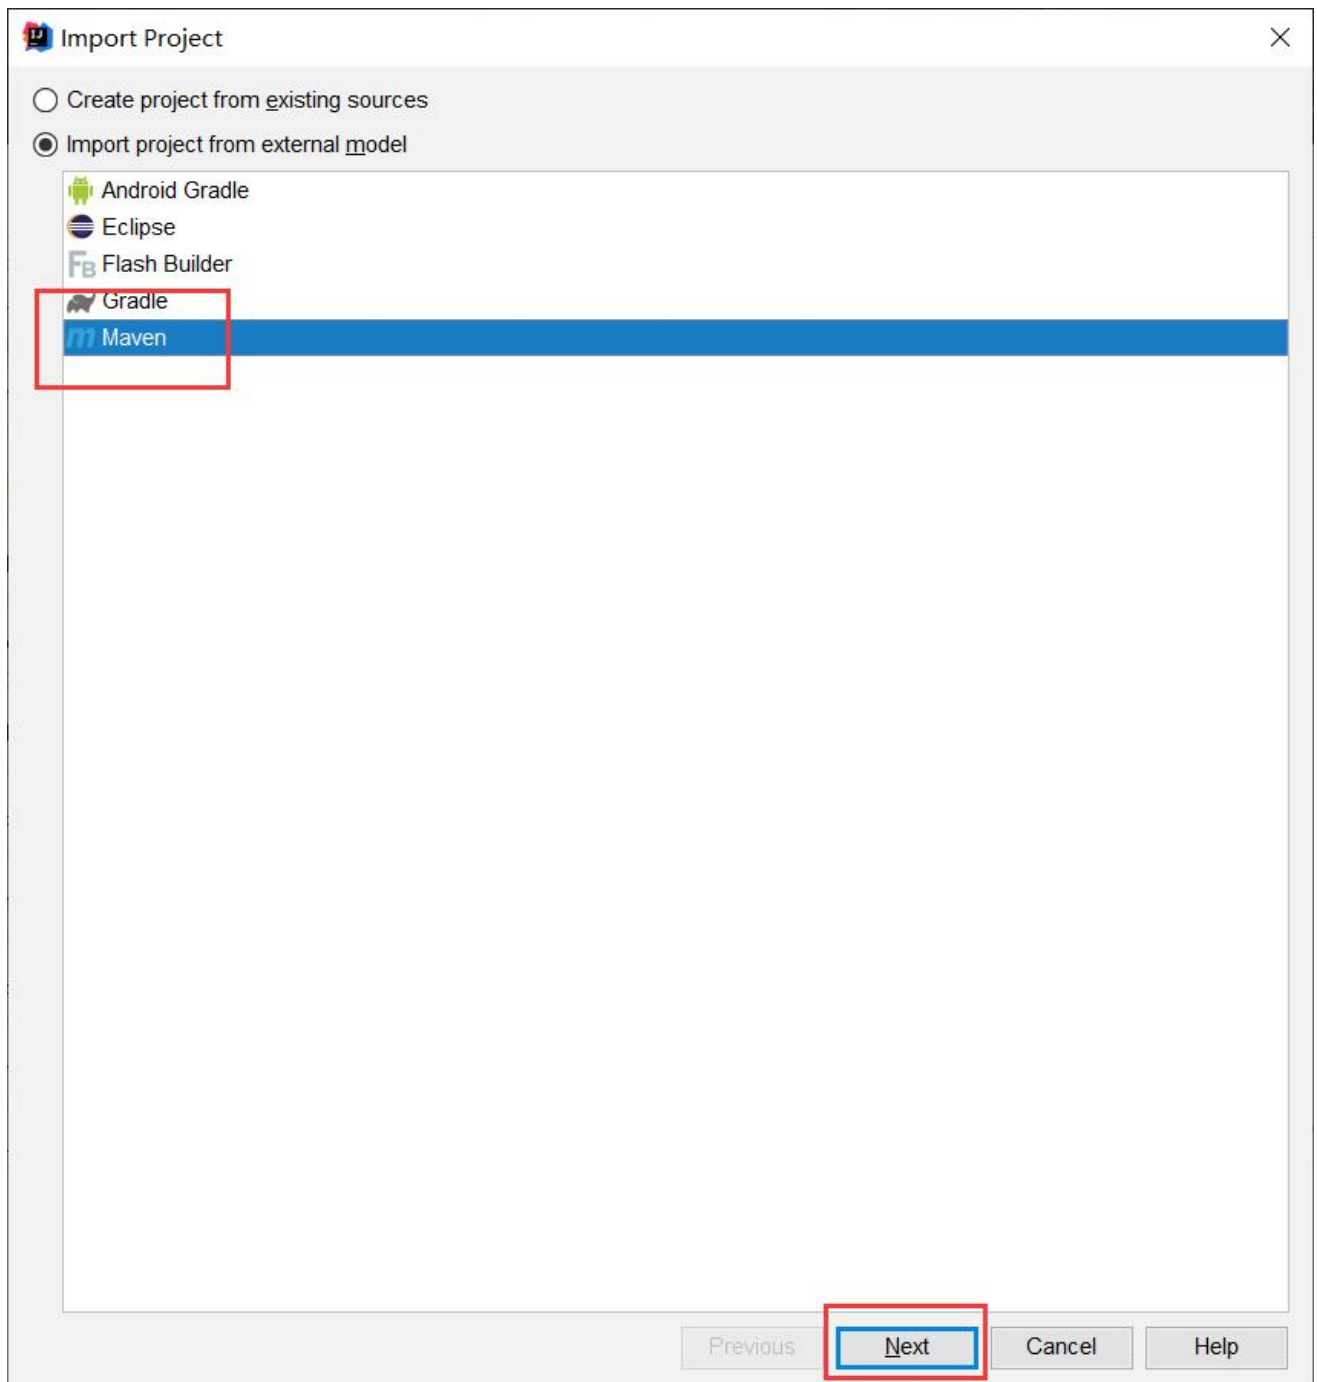 Import Project
Create project from existing sources
Import project from external model
Android Gradle
Eclipse
Flash Builder
Gradle
Maven
Previous Next Cancel Help